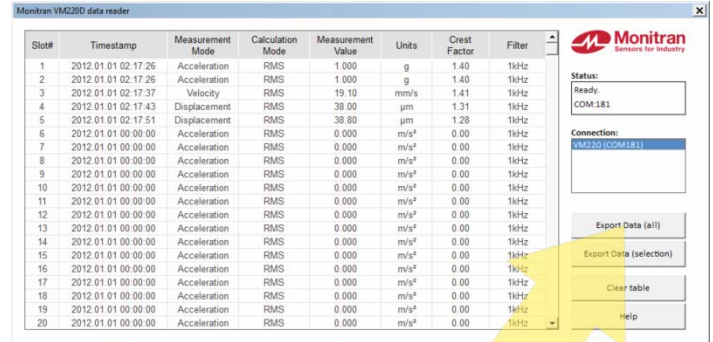 Monitran VM220D data reader
Slot# Timestamp Measurement Mode Calculation Mode Measurement Value Units Crest Factor Filter
1 2012.01.01 02:17:26 Acceleration RMS 1.000 g 1.40 1kHz
2 2012.01.01 02:17:26 Acceleration RMS 1.000 g 1.40 1kHz
3 2012.01.01 02:17:37 Velocity RMS 19.10 mm/s 1.41 1kHz
4 2012.01.01 02:17:43 Displacement RMS 38.00 µm 1.31 1kHz
5 2012.01.01 02:17:51 Displacement RMS 38.80 µm 1.28 1kHz
6 2012.01.01 00:00:00 Acceleration RMS 0.000 m/s² 0.00 1kHz
7 2012.01.01 00:00:00 Acceleration RMS 0.000 m/s² 0.00 1kHz
8 2012.01.01 00:00:00 Acceleration RMS 0.000 m/s² 0.00 1kHz
9 2012.01.01 00:00:00 Acceleration RMS 0.000 m/s² 0.00 1kHz
10 2012.01.01 00:00:00 Acceleration RMS 0.000 m/s² 0.00 1kHz
11 2012.01.01 00:00:00 Acceleration RMS 0.000 m/s² 0.00 1kHz
12 2012.01.01 00:00:00 Acceleration RMS 0.000 m/s² 0.00 1kHz
13 2012.01.01 00:00:00 Acceleration RMS 0.000 m/s² 0.00 1kHz
14 2012.01.01 00:00:00 Acceleration RMS 0.000 m/s² 0.00 1kHz
15 2012.01.01 00:00:00 Acceleration RMS 0.000 m/s² 0.00 1kHz
16 2012.01.01 00:00:00 Acceleration RMS 0.000 m/s² 0.00 1kHz
17 2012.01.01 00:00:00 Acceleration RMS 0.000 m/s² 0.00 1kHz
18 2012.01.01 00:00:00 Acceleration RMS 0.000 m/s² 0.00 1kHz
19 2012.01.01 00:00:00 Acceleration RMS 0.000 m/s² 0.00 1kHz
20 2012.01.01 00:00:00 Acceleration RMS 0.000 m/s² 0.00 1kHz
Monitran
Sensors for Industry
Status:
Ready.
COM:181
Connection:
VM220 (COM181)
Export Data (all)
Export Data (selection)
Clear table
Help